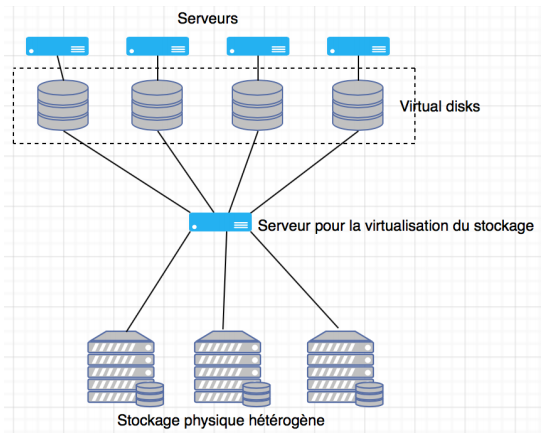 Serveurs
Virtual disks
Serveur pour la virtualisation du stockage
Stockage physique hétérogène